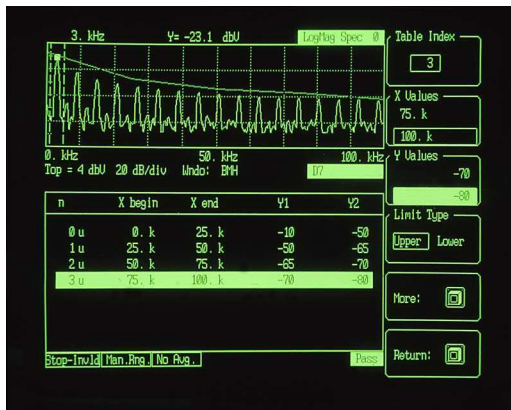 3. kHz Y= -23.1 dbV LogMag Spec 0
0. kHz 50. kHz 100. kHz
Top = 4 dbV 20 dB/div Wndo: BMH D7
n X begin X end Y1 Y2
0 u 0. k 25. k -10 -50
1 u 25. k 50. k -50 -65
2 u 50. k 75. k -65 -70
3 u 75. k 100. k -70 -80
Stop-Invld Man.Rng. No Avg. Pass
Table Index
3
X Values
75. k
100. k
Y Values
-70
-80
Limit Type
Upper Lower
More:
Return: